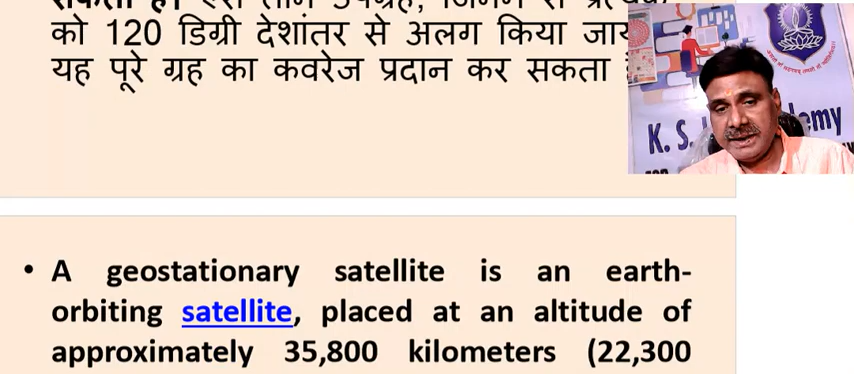 को 120 डिग्री देशांतर से अलग किया जाय
यह पूरे ग्रह का कवरेज प्रदान कर सकता
K. S.
• A geostationary satellite is an earth-
orbiting satellite, placed at an altitude of
approximately 35,800 kilometers (22,300